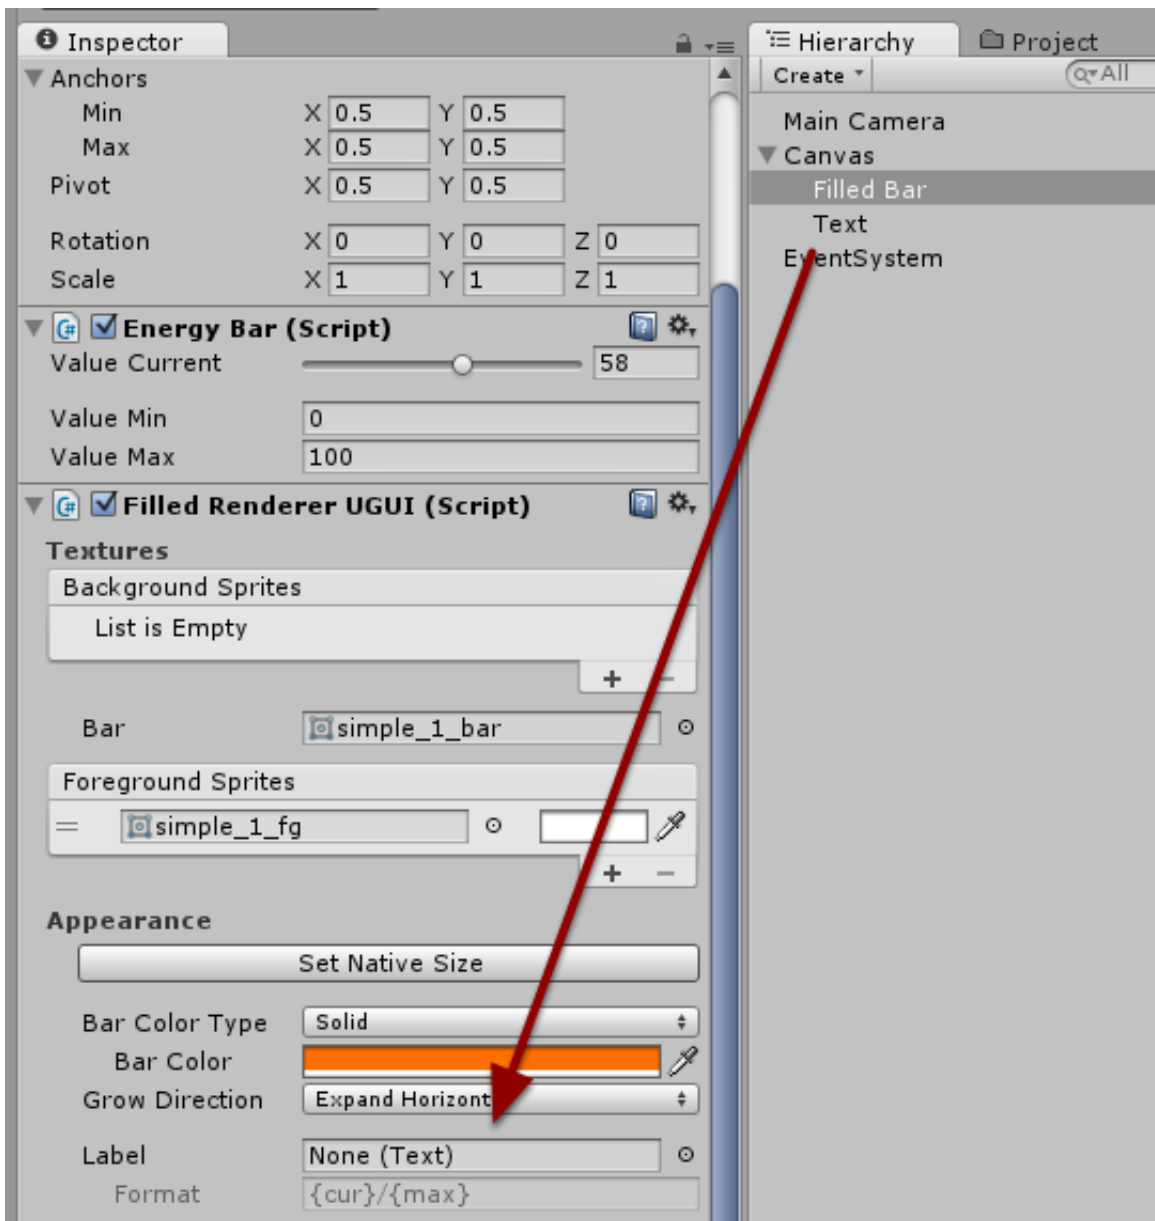 Inspector
Anchors
Min X 0.5 Y 0.5
Max X 0.5 Y 0.5
Pivot X 0.5 Y 0.5
Rotation X 0 Y 0 Z 0
Scale X 1 Y 1 Z 1
Energy Bar (Script)
Value Current 58
Value Min 0
Value Max 100
Filled Renderer UGUI (Script)
Textures
Background Sprites
List is Empty
+ −
Bar simple_1_bar
Foreground Sprites
simple_1_fg
+ −
Appearance
Set Native Size
Bar Color Type Solid
Bar Color
Grow Direction Expand Horizont
Label None (Text)
Format {cur}/{max}
Hierarchy Project
Create All
Main Camera
Canvas
Filled Bar
Text
EventSystem